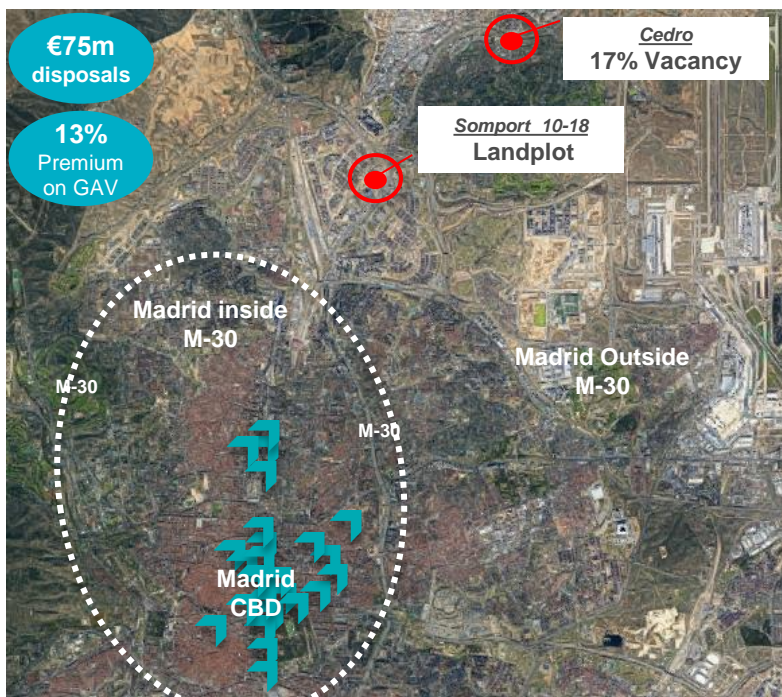 €75m
disposals
13%
Premium
on GAV
Cedro
17% Vacancy
Somport 10-18
Landplot
Madrid inside
M-30
Madrid Outside
M-30
M-30
M-30
Madrid
CBD